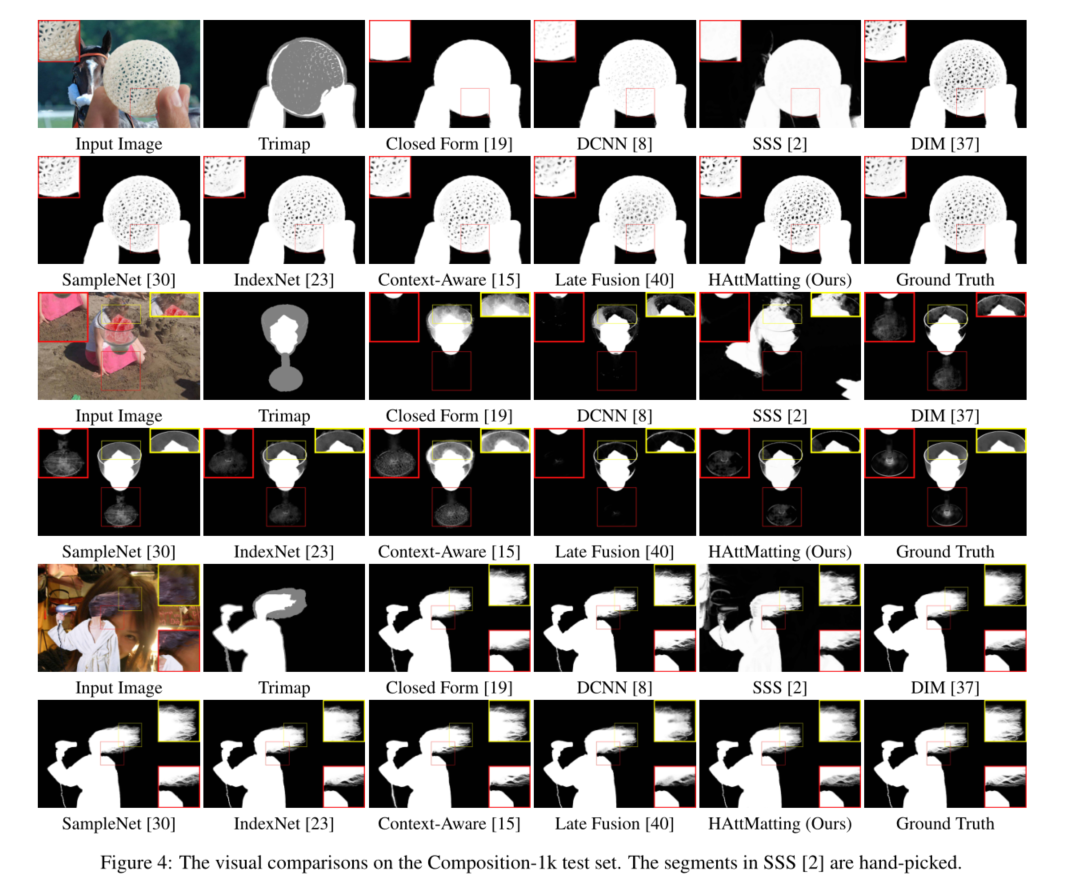 Input Image Trimap Closed Form [19] DCNN [8] SSS [2] DIM [37]
SampleNet [30] IndexNet [23] Context-Aware [15] Late Fusion [40] HAttMatting (Ours) Ground Truth
Input Image Trimap Closed Form [19] DCNN [8] SSS [2] DIM [37]
SampleNet [30] IndexNet [23] Context-Aware [15] Late Fusion [40] HAttMatting (Ours) Ground Truth
Input Image Trimap Closed Form [19] DCNN [8] SSS [2] DIM [37]
SampleNet [30] IndexNet [23] Context-Aware [15] Late Fusion [40] HAttMatting (Ours) Ground Truth
Figure 4: The visual comparisons on the Composition-1k test set. The segments in SSS [2] are hand-picked.